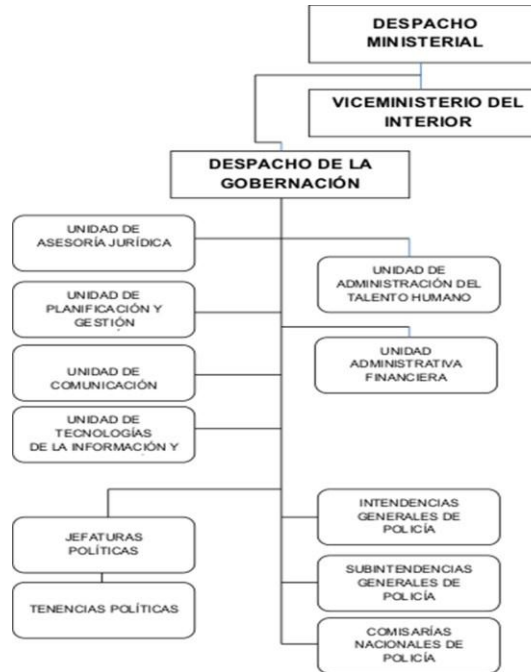 DESPACHO
MINISTERIAL
VICEMINISTERIO DEL
INTERIOR
DESPACHO DE LA
GOBERNACIÓN
UNIDAD DE
ASESORÍA JURÍDICA
UNIDAD DE
ADMINISTRACIÓN DEL
TALENTO HUMANO
UNIDAD DE
PLANIFICACIÓN Y
GESTIÓN
UNIDAD
ADMINISTRATIVA
FINANCIERA
UNIDAD DE
COMUNICACIÓN
UNIDAD DE
TECNOLOGÍAS
DE LA INFORMACIÓN Y
JEFATURAS
POLÍTICAS
TENENCIAS POLÍTICAS
INTENDENCIAS
GENERALES DE
POLICÍA
SUBINTENDENCIAS
GENERALES DE
POLICÍA
COMISARÍAS
NACIONALES DE
POLICÍA